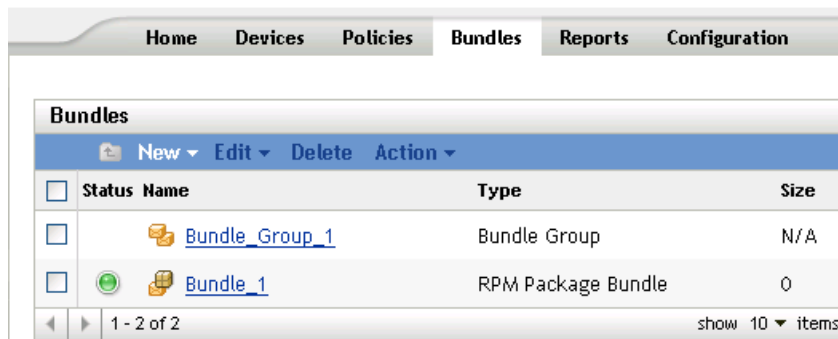 Home Devices Policies Bundles Reports Configuration
Bundles
New Edit Delete Action
Status Name Type Size
Bundle_Group_1 Bundle Group N/A
Bundle_1 RPM Package Bundle 0
1 - 2 of 2 show 10 items